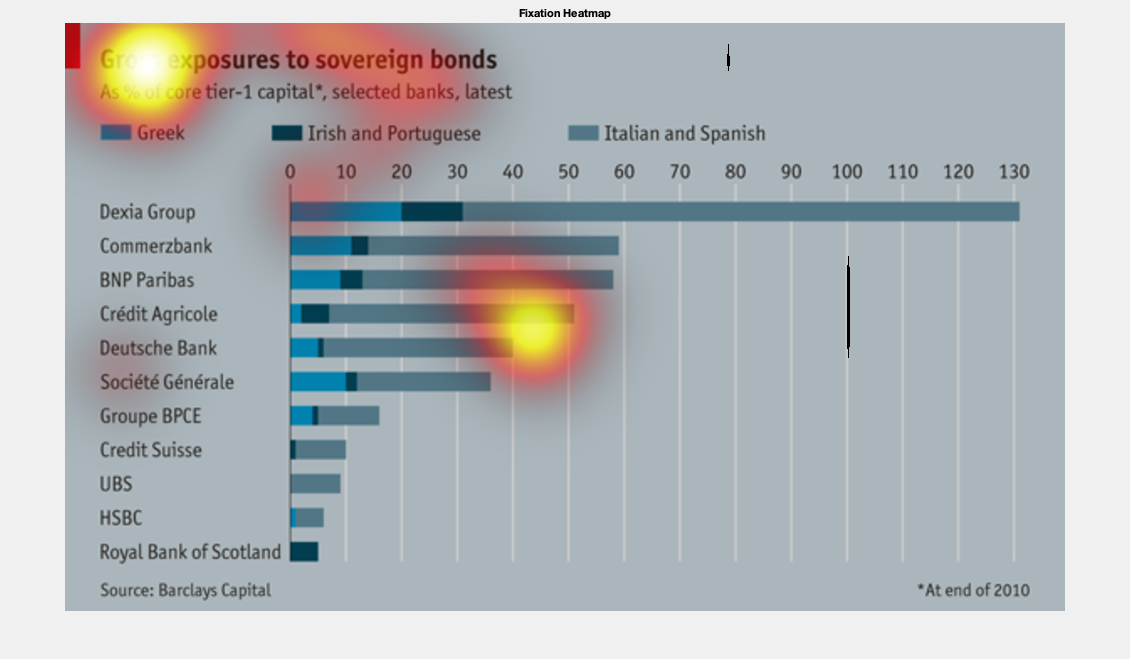 Fixation Heatmap
Gross exposures to sovereign bonds
As % of core tier-1 capital*, selected banks, latest
Greek Irish and Portuguese Italian and Spanish
0 10 20 30 40 50 60 70 80 90 100 110 120 130
Dexia Group
Commerzbank
BNP Paribas
Crédit Agricole
Deutsche Bank
Société Générale
Groupe BPCE
Credit Suisse
UBS
HSBC
Royal Bank of Scotland
Source: Barclays Capital *At end of 2010